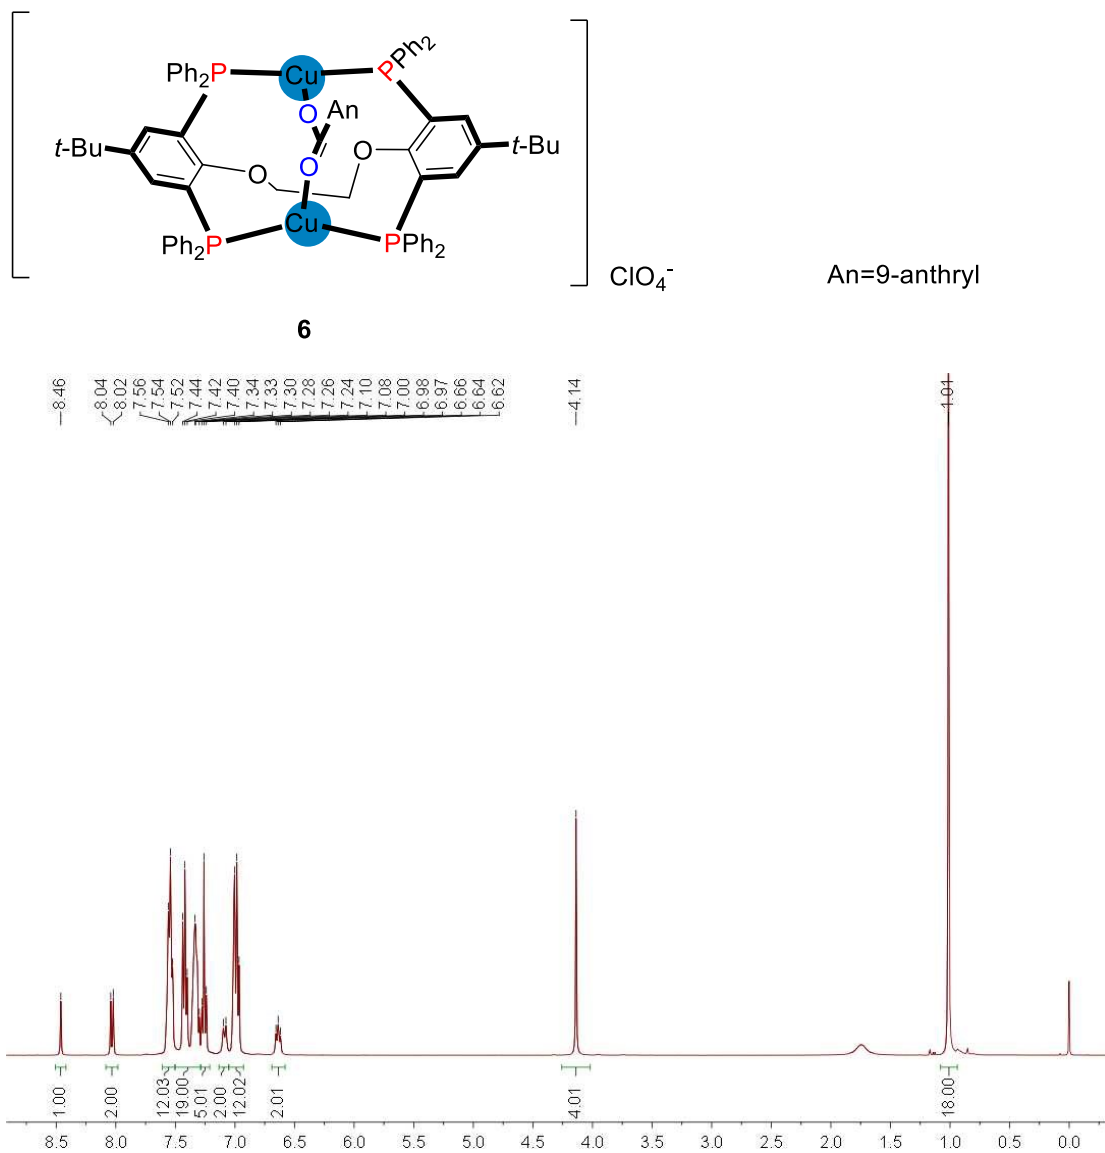 Ph2P Cu PPh2
O An
t-Bu O O t-Bu
O
Cu
Ph2P PPh2
ClO4- An=9-anthryl
6
8.46 8.04 8.02 7.56 7.54 7.52 7.44 7.42 7.40 7.34 7.33 7.30 7.28 7.26 7.24 7.10 7.08 7.00 6.98 6.97 6.66 6.64 6.62 4.14 1.01
1.00 2.00 12.03 19.00 5.01 2.00 12.02 2.01 4.01 18.00
8.5 8.0 7.5 7.0 6.5 6.0 5.5 5.0 4.5 4.0 3.5 3.0 2.5 2.0 1.5 1.0 0.5 0.0